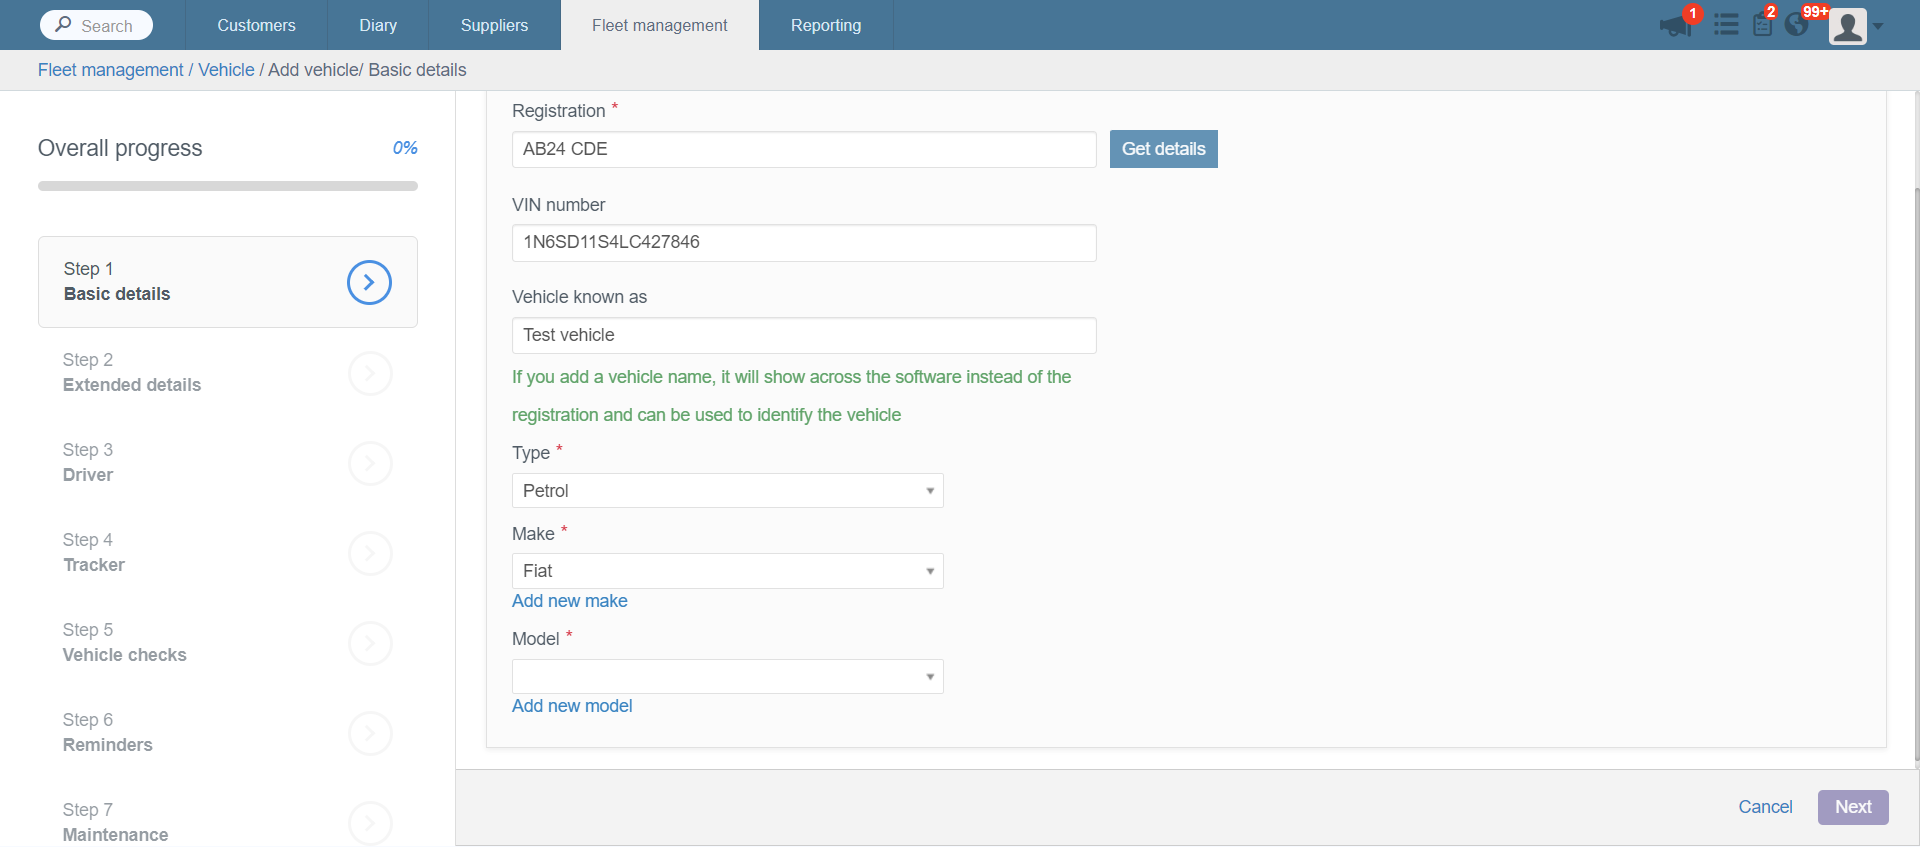 Search
Customers
Diary
Suppliers
Fleet management
Reporting
1
2
99+
Fleet management / Vehicle / Add vehicle/ Basic details
Overall progress
0%
Step 1
Basic details
Step 2
Extended details
Step 3
Driver
Step 4
Tracker
Step 5
Vehicle checks
Step 6
Reminders
Step 7
Maintenance
Registration *
AB24 CDE
Get details
VIN number
1N6SD11S4LC427846
Vehicle known as
Test vehicle
If you add a vehicle name, it will show across the software instead of the
registration and can be used to identify the vehicle
Type *
Petrol
Make *
Fiat
Add new make
Model *
Add new model
Cancel
Next